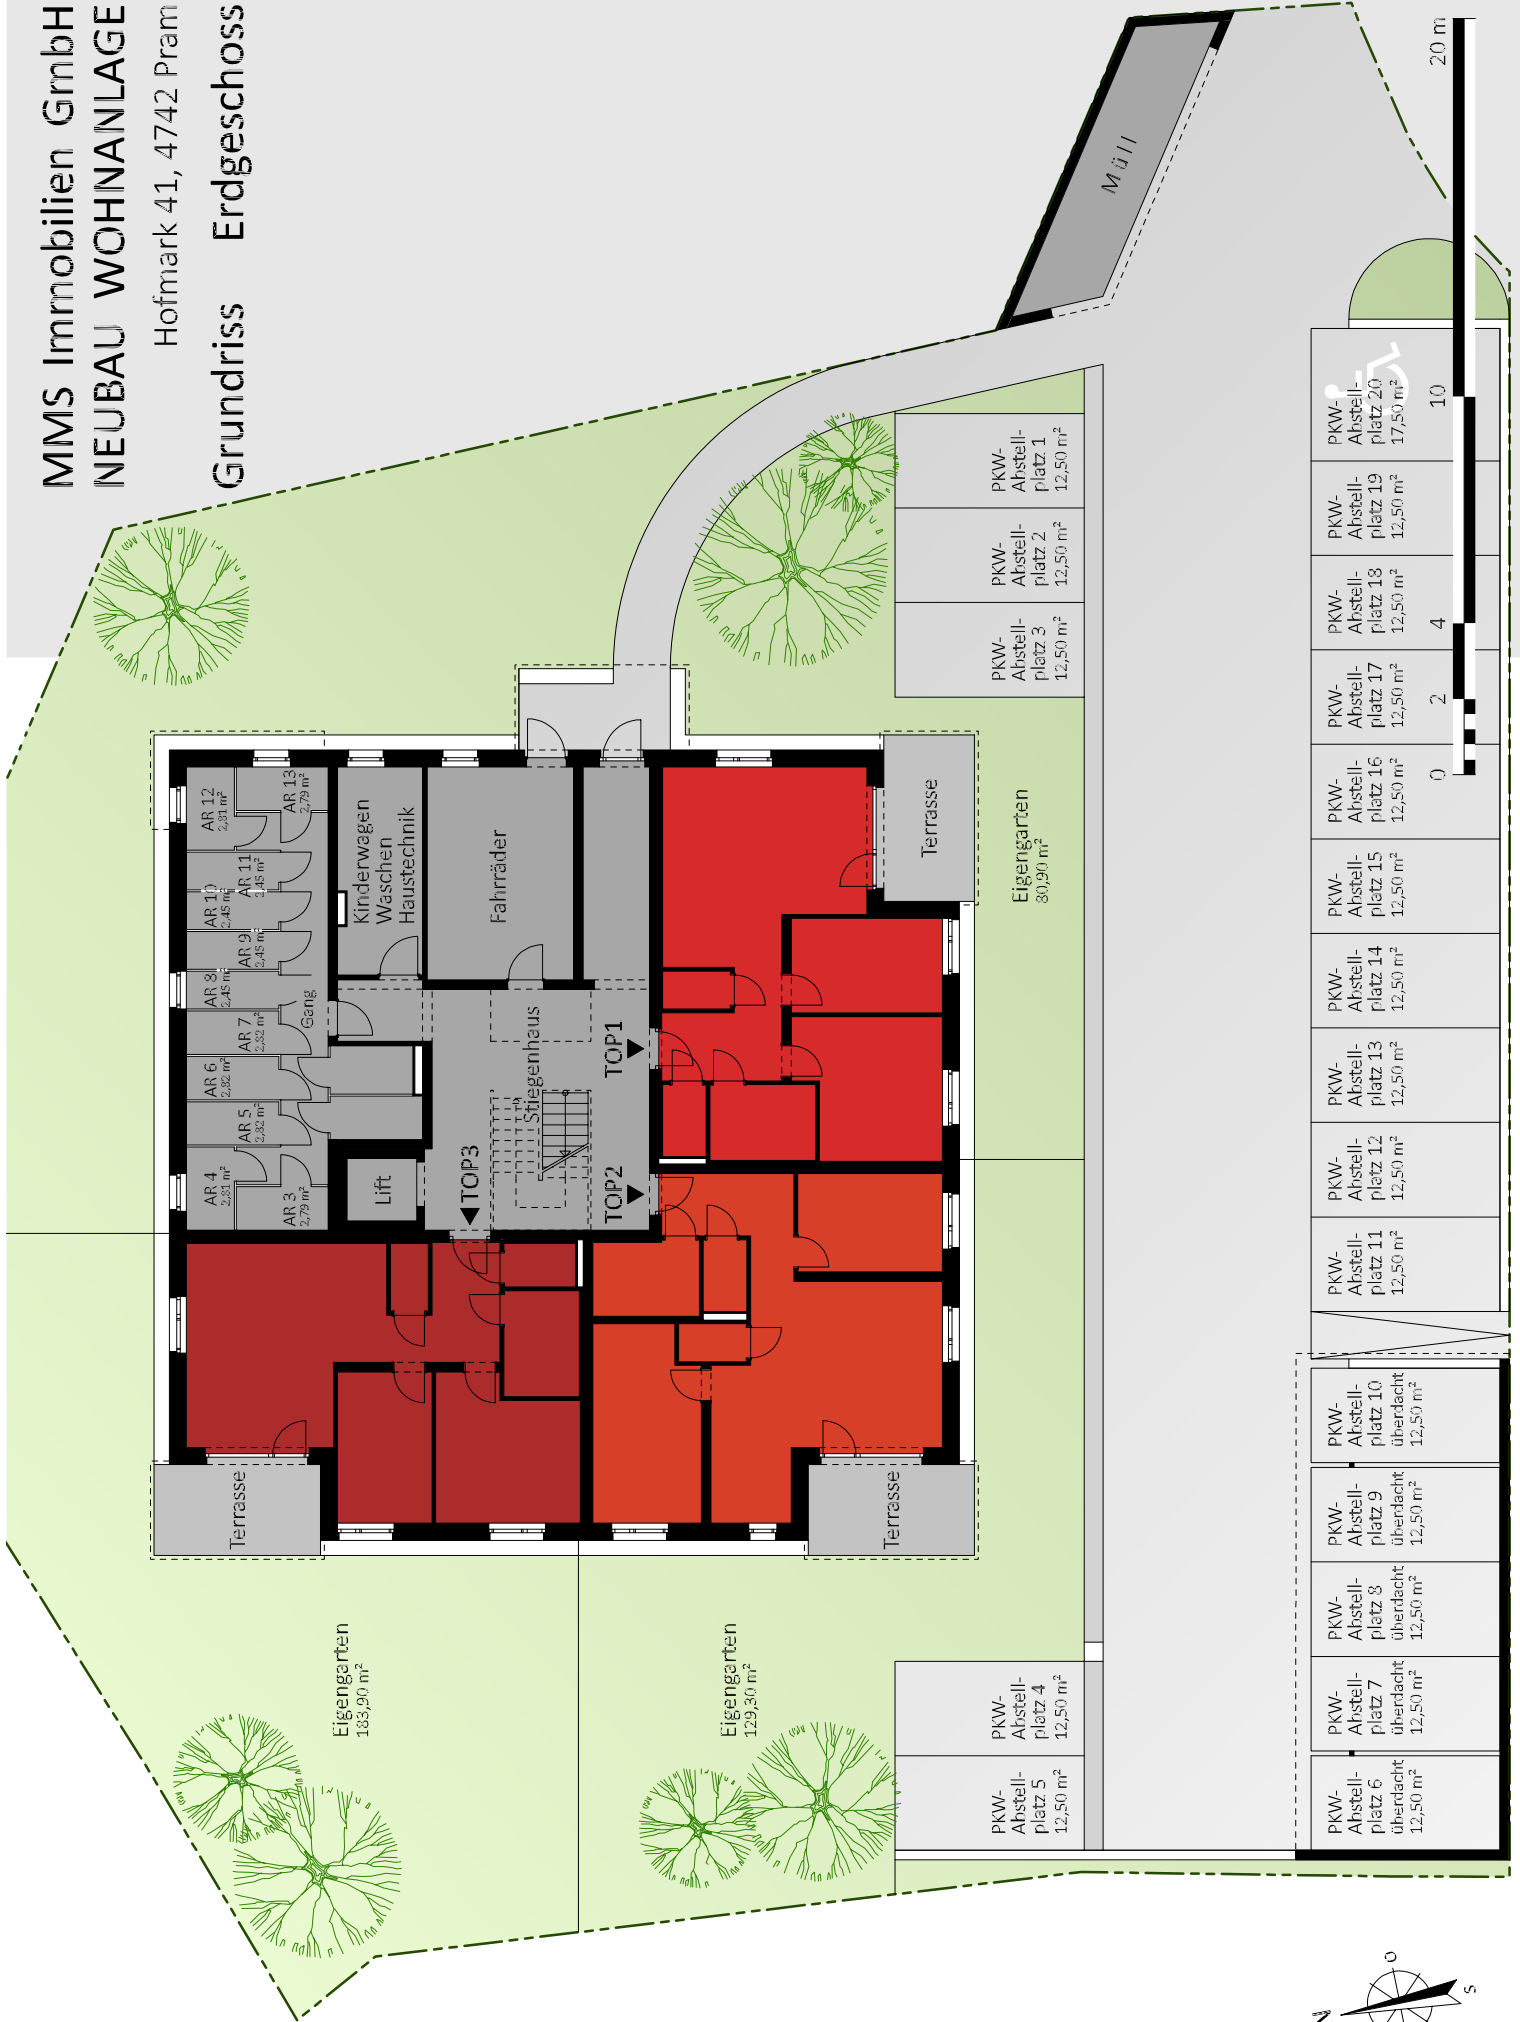 MMS Immobilien GmbH
NEUBAU WOHNANLAGE
Hofmark 41, 4742 Pram
Grundriss Erdgeschoss
Müll
AR 12
2,81 m²
AR 13
2,79 m²
AR 11
2,45 m²
AR 10
2,45 m²
AR 9
2,45 m²
AR 8
2,45 m²
AR 7
2,82 m²
AR 6
2,82 m²
AR 5
2,82 m²
AR 4
2,81 m²
AR 3
2,79 m²
Gang
Kinderwagen
Waschen
Haustechnik
Fahrräder
Stiegenhaus
Lift
TOP1
TOP2
TOP3
Terrasse
Terrasse
Terrasse
Eigengarten
80,90 m²
Eigengarten
129,30 m²
Eigengarten
183,90 m²
PKW-
Abstell-
platz 1
12,50 m²
PKW-
Abstell-
platz 2
12,50 m²
PKW-
Abstell-
platz 3
12,50 m²
PKW-
Abstell-
platz 4
12,50 m²
PKW-
Abstell-
platz 5
12,50 m²
PKW-
Abstell-
platz 6
überdacht
12,50 m²
PKW-
Abstell-
platz 7
überdacht
12,50 m²
PKW-
Abstell-
platz 8
überdacht
12,50 m²
PKW-
Abstell-
platz 9
überdacht
12,50 m²
PKW-
Abstell-
platz 10
überdacht
12,50 m²
PKW-
Abstell-
platz 11
12,50 m²
PKW-
Abstell-
platz 12
12,50 m²
PKW-
Abstell-
platz 13
12,50 m²
PKW-
Abstell-
platz 14
12,50 m²
PKW-
Abstell-
platz 15
12,50 m²
PKW-
Abstell-
platz 16
12,50 m²
PKW-
Abstell-
platz 17
12,50 m²
PKW-
Abstell-
platz 18
12,50 m²
PKW-
Abstell-
platz 19
12,50 m²
PKW-
Abstell-
platz 20
17,50 m²
0 2 4 10 20 m
N
O
S